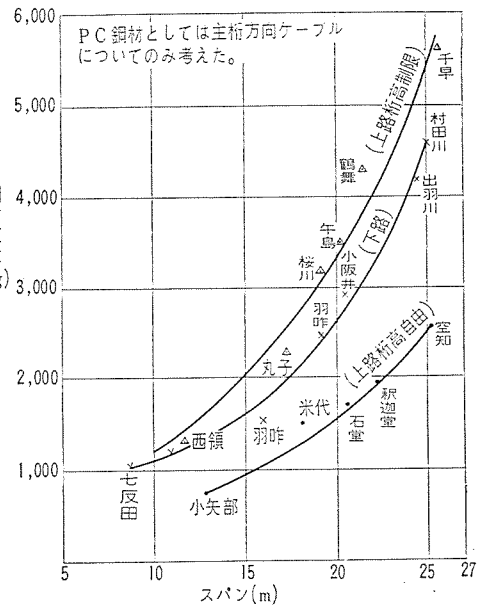 6,000
PC鋼材としては主桁方向ケーブル
についてのみ考えた。
千早
(上路桁高制限)
5,000
村田川
鶴舞
出羽川
4,000
午島
(下路)
桜川
小阪井
g)
3,000
羽咋
(上路桁高自由)
空知
丸子
2,000
米代
釈迦堂
西領
羽咋
石堂
1,000
七反田
小矢部
5
10
15
20
25
27
スパン(m)